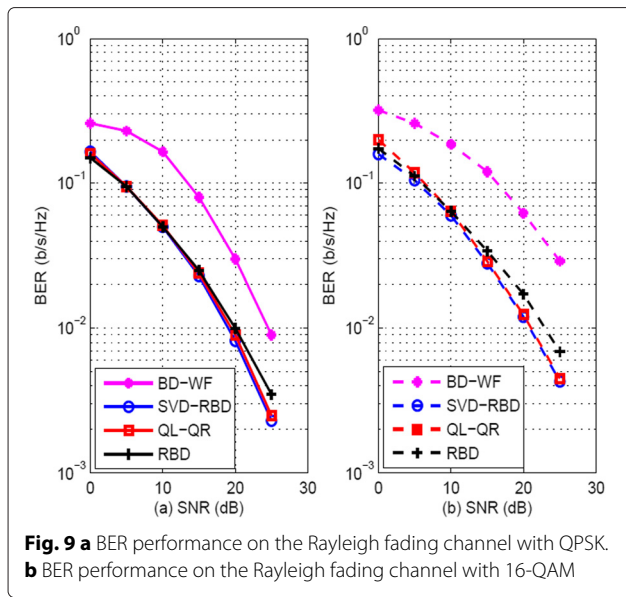 10^0
10^-1
10^-2
10^-3
BER (b/s/Hz)
BD-WF
SVD-RBD
QL-QR
RBD
0 10 20 30
(a) SNR (dB)
10^0
10^-1
10^-2
10^-3
BER (b/s/Hz)
BD-WF
SVD-RBD
QL-QR
RBD
0 10 20 30
(b) SNR (dB)
Fig. 9 a BER performance on the Rayleigh fading channel with QPSK.
b BER performance on the Rayleigh fading channel with 16-QAM